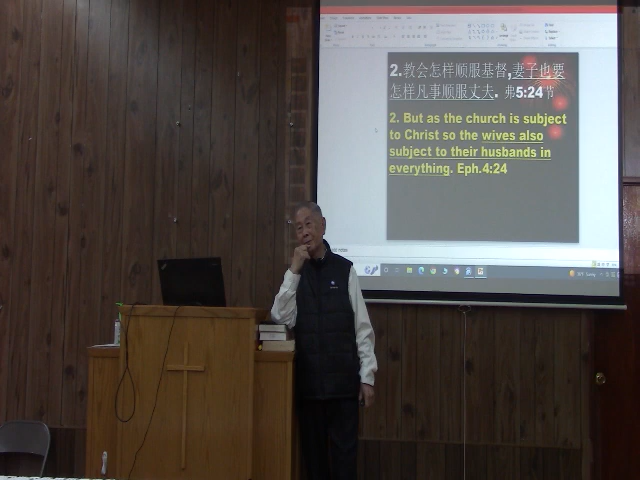 2.教会怎样顺服基督,妻子也要
怎样凡事顺服丈夫. 弗5:24节
2. But as the church is subject
to Christ so the wives also
subject to their husbands in
everything. Eph.4:24